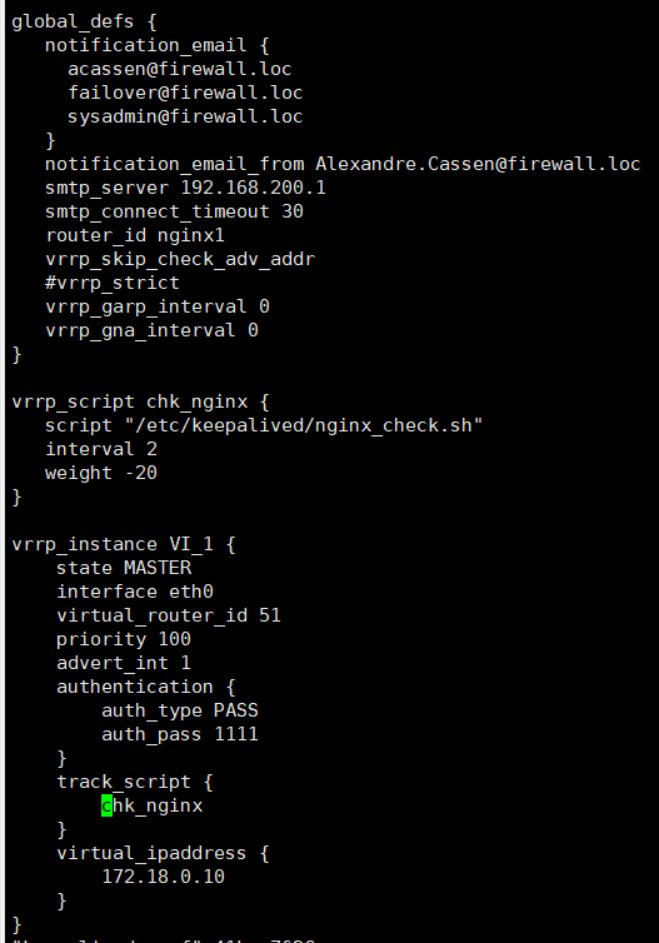 global_defs {
   notification_email {
     acassen@firewall.loc
     failover@firewall.loc
     sysadmin@firewall.loc
   }
   notification_email_from Alexandre.Cassen@firewall.loc
   smtp_server 192.168.200.1
   smtp_connect_timeout 30
   router_id nginx1
   vrrp_skip_check_adv_addr
   #vrrp_strict
   vrrp_garp_interval 0
   vrrp_gna_interval 0
}

vrrp_script chk_nginx {
   script "/etc/keepalived/nginx_check.sh"
   interval 2
   weight -20
}

vrrp_instance VI_1 {
    state MASTER
    interface eth0
    virtual_router_id 51
    priority 100
    advert_int 1
    authentication {
        auth_type PASS
        auth_pass 1111
    }
    track_script {
        chk_nginx
    }
    virtual_ipaddress {
        172.18.0.10
    }
}